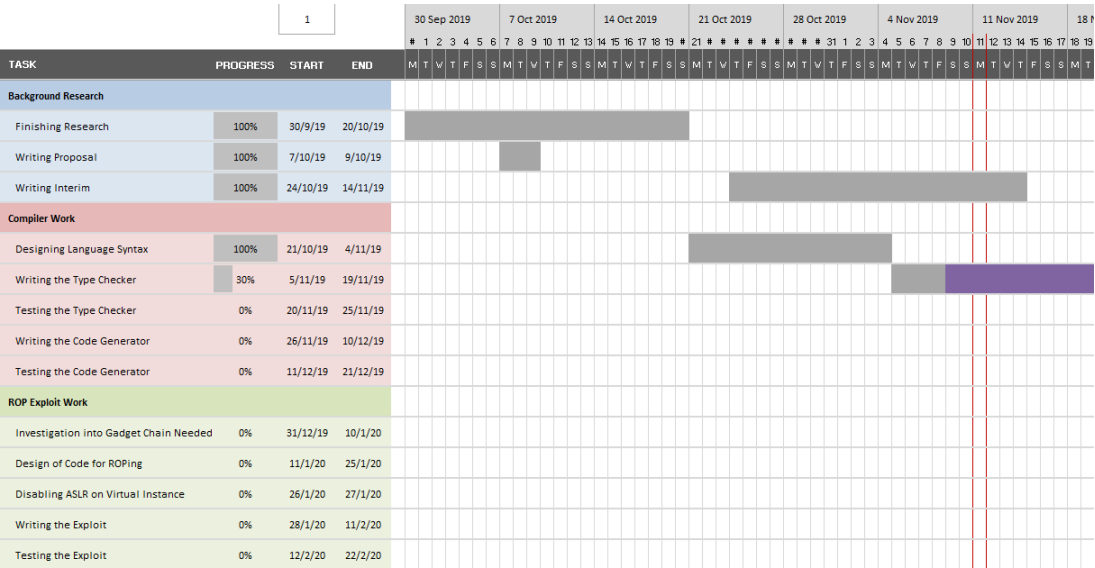 1
30 Sep 2019 7 Oct 2019 14 Oct 2019 21 Oct 2019 28 Oct 2019 4 Nov 2019 11 Nov 2019 18 N
# 1 2 3 4 5 6 7 8 9 10 11 12 13 14 15 16 17 18 19 # 21 # # # # # # # # # 31 1 2 3 4 5 6 7 8 9 10 11 12 13 14 15 16 17 18 19
TASK PROGRESS START END M T W T F S S M T W T F S S M T W T F S S M T W T F S S M T W T F S S M T W T F S S M T W T F S S M T
Background Research
Finishing Research 100% 30/9/19 20/10/19
Writing Proposal 100% 7/10/19 9/10/19
Writing Interim 100% 24/10/19 14/11/19
Compiler Work
Designing Language Syntax 100% 21/10/19 4/11/19
Writing the Type Checker 30% 5/11/19 19/11/19
Testing the Type Checker 0% 20/11/19 25/11/19
Writing the Code Generator 0% 26/11/19 10/12/19
Testing the Code Generator 0% 11/12/19 21/12/19
ROP Exploit Work
Investigation into Gadget Chain Needed 0% 31/12/19 10/1/20
Design of Code for ROPing 0% 11/1/20 25/1/20
Disabling ASLR on Virtual Instance 0% 26/1/20 27/1/20
Writing the Exploit 0% 28/1/20 11/2/20
Testing the Exploit 0% 12/2/20 22/2/20